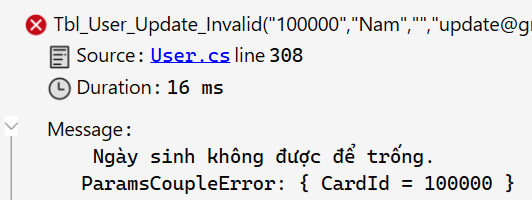 Tbl_User_Update_Invalid("100000","Nam","","update@g
Source: User.cs line 308
Duration: 16 ms
Message:
Ngày sinh không được để trống.
ParamsCoupleError: { CardId = 100000 }